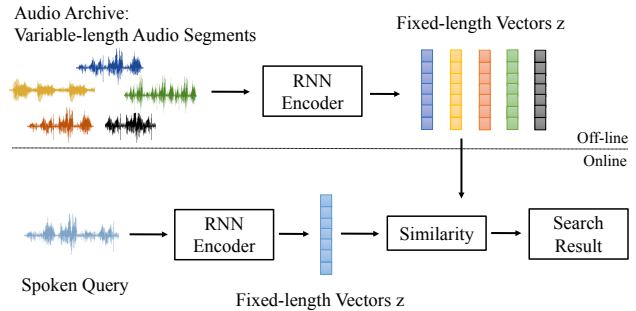 Audio Archive:
Variable-length Audio Segments
Fixed-length Vectors z
RNN
Encoder
Off-line
Online
RNN
Encoder
Similarity
Search
Result
Spoken Query
Fixed-length Vectors z